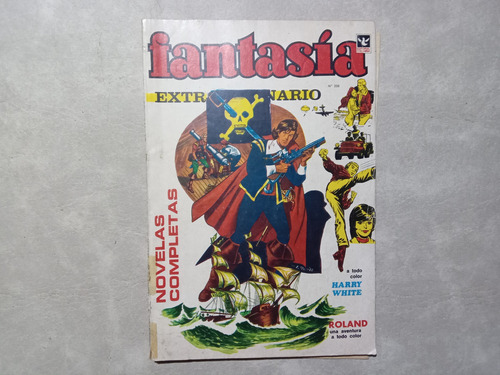 fantasía
EXTRAORDINARIO
NOVELAS
COMPLETAS
a todo
color
HARRY
WHITE
ROLAND
una aventura
a todo color